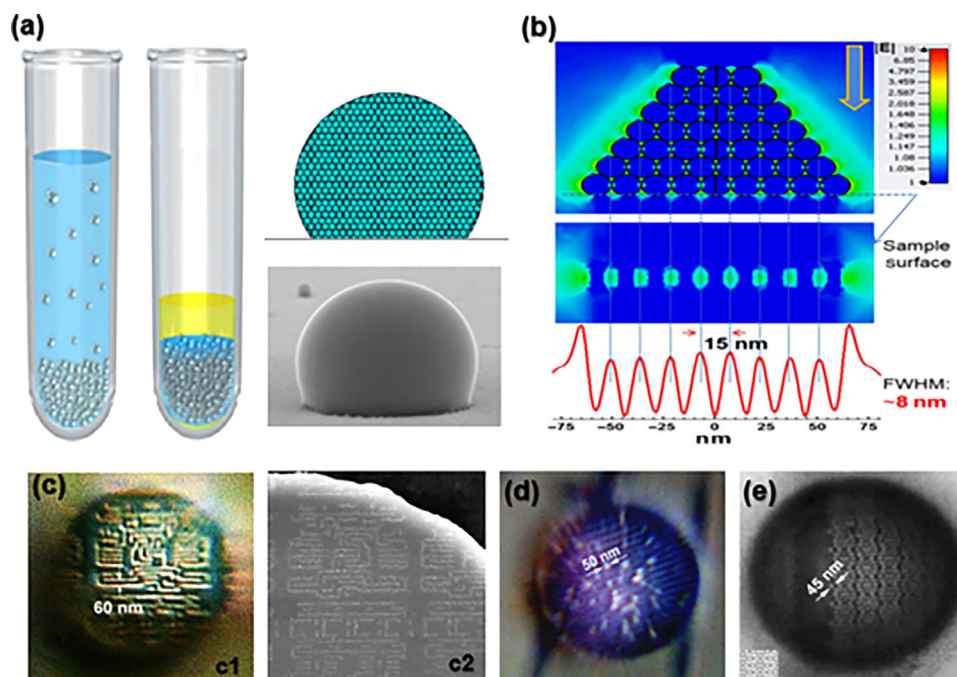 (a)
(b)
|E|
10
6.85
4.797
3.459
2.587
2.018
1.648
1.406
1.249
1.147
1.08
1.036
1
Sample
surface
15 nm
FWHM:
~8 nm
-75
-50
-25
0
25
50
75
nm
(c)
60 nm
c1
c2
(d)
50 nm
(e)
45 nm